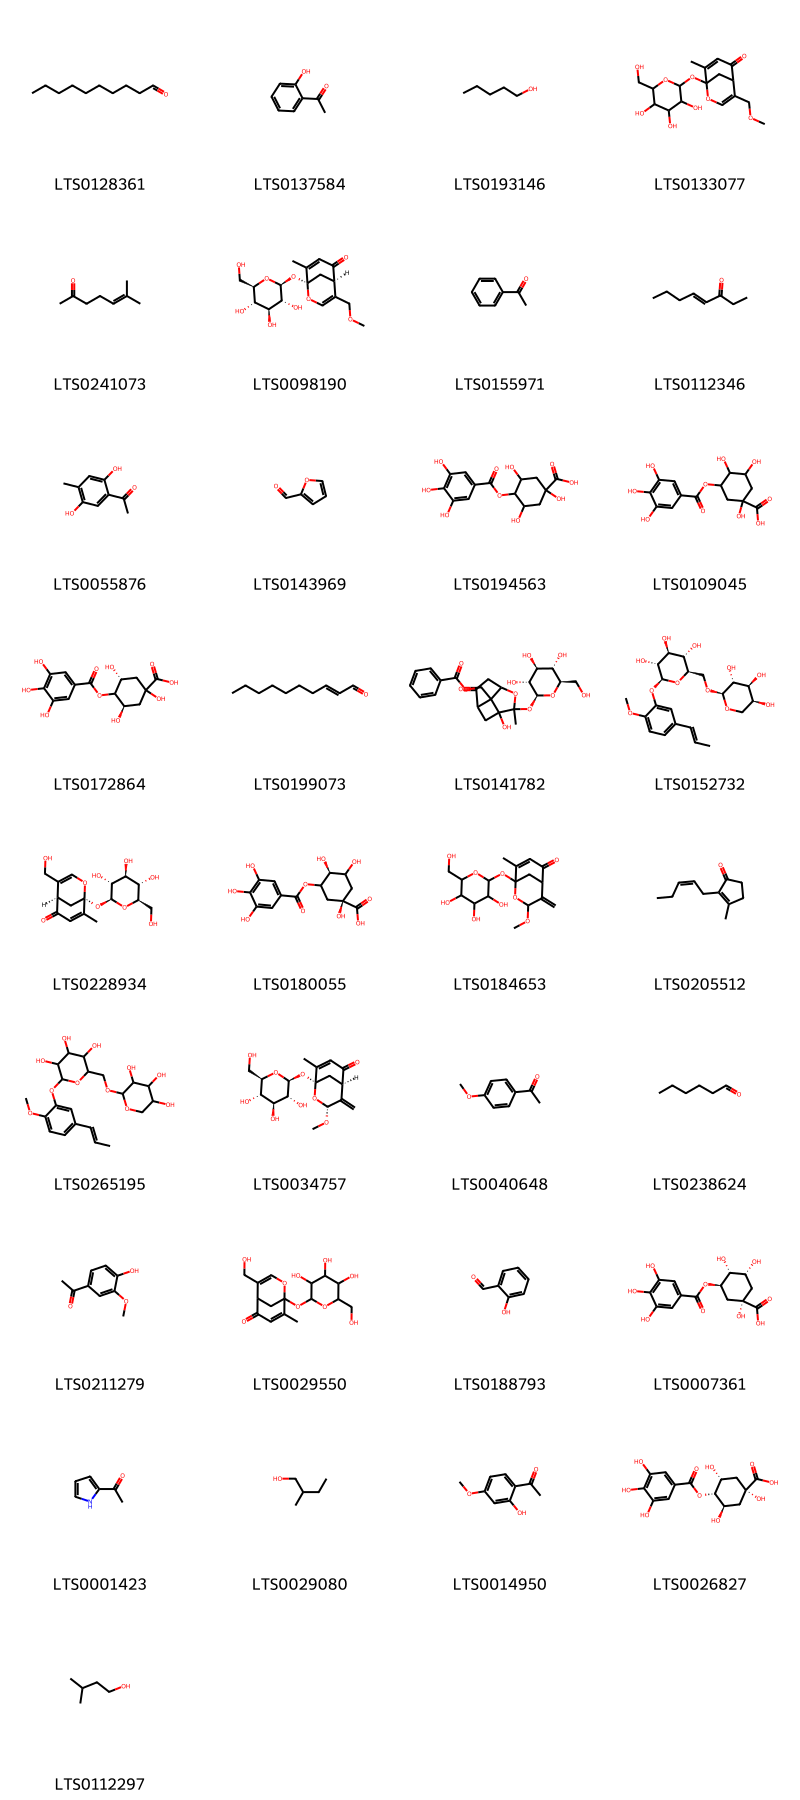 LTS0128361 LTS0137584 LTS0193146 LTS0133077
LTS0241073 LTS0098190 LTS0155971 LTS0112346
LTS0055876 LTS0143969 LTS0194563 LTS0109045
LTS0172864 LTS0199073 LTS0141782 LTS0152732
LTS0228934 LTS0180055 LTS0184653 LTS0205512
LTS0265195 LTS0034757 LTS0040648 LTS0238624
LTS0211279 LTS0029550 LTS0188793 LTS0007361
LTS0001423 LTS0029080 LTS0014950 LTS0026827
LTS0112297